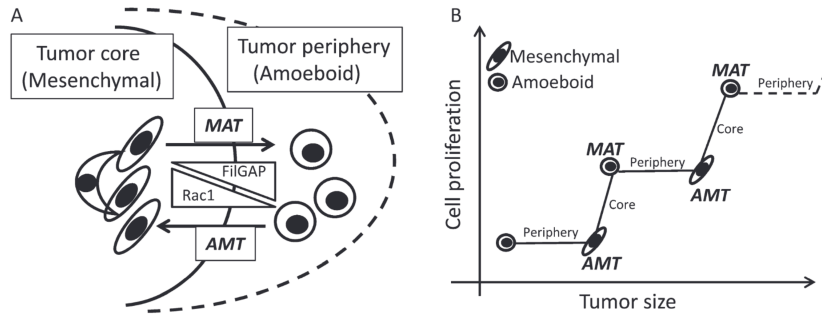 A
Tumor core
(Mesenchymal)
Tumor periphery
(Amoeboid)
MAT
FilGAP
Rac1
AMT
B
Cell proliferation
Mesenchymal
Amoeboid
MAT
Periphery
Core
MAT
Periphery
AMT
Core
Periphery
AMT
Tumor size